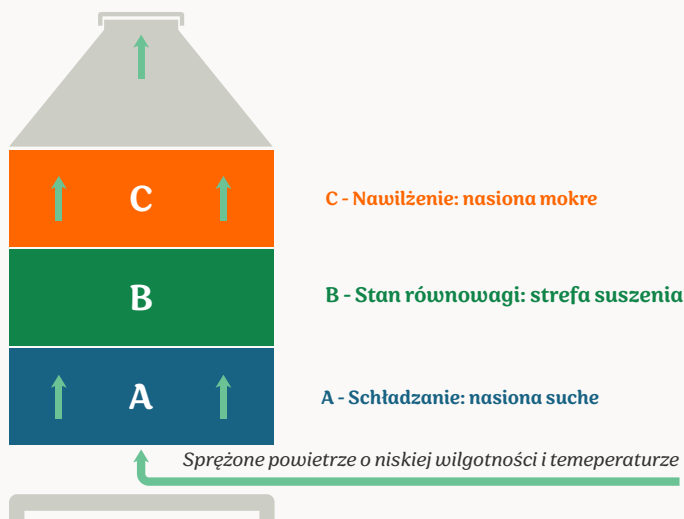 C
C - Nawilżenie: nasiona mokre
B
B - Stan równowagi: strefa suszenia
A
A - Schładzanie: nasiona suche
Sprężone powietrze o niskiej wilgotności i temeperaturze